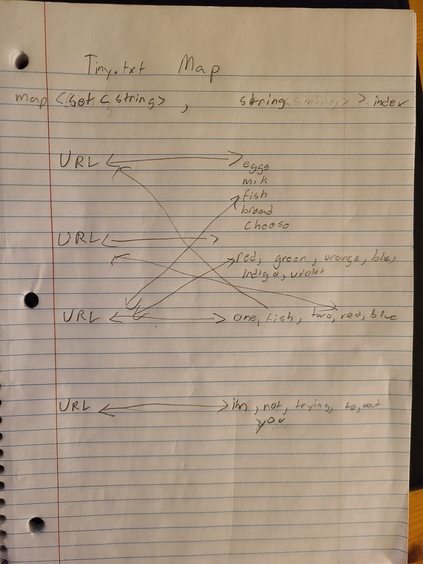 Tiny.txt Map
map <(set < string> , string > index
URL eggs
milk
fish
bread
cheese
URL
red, green, orange, blue,
indigo, violet
URL one, fish, two, red, blue
URL im, not, trying, to, eat
you